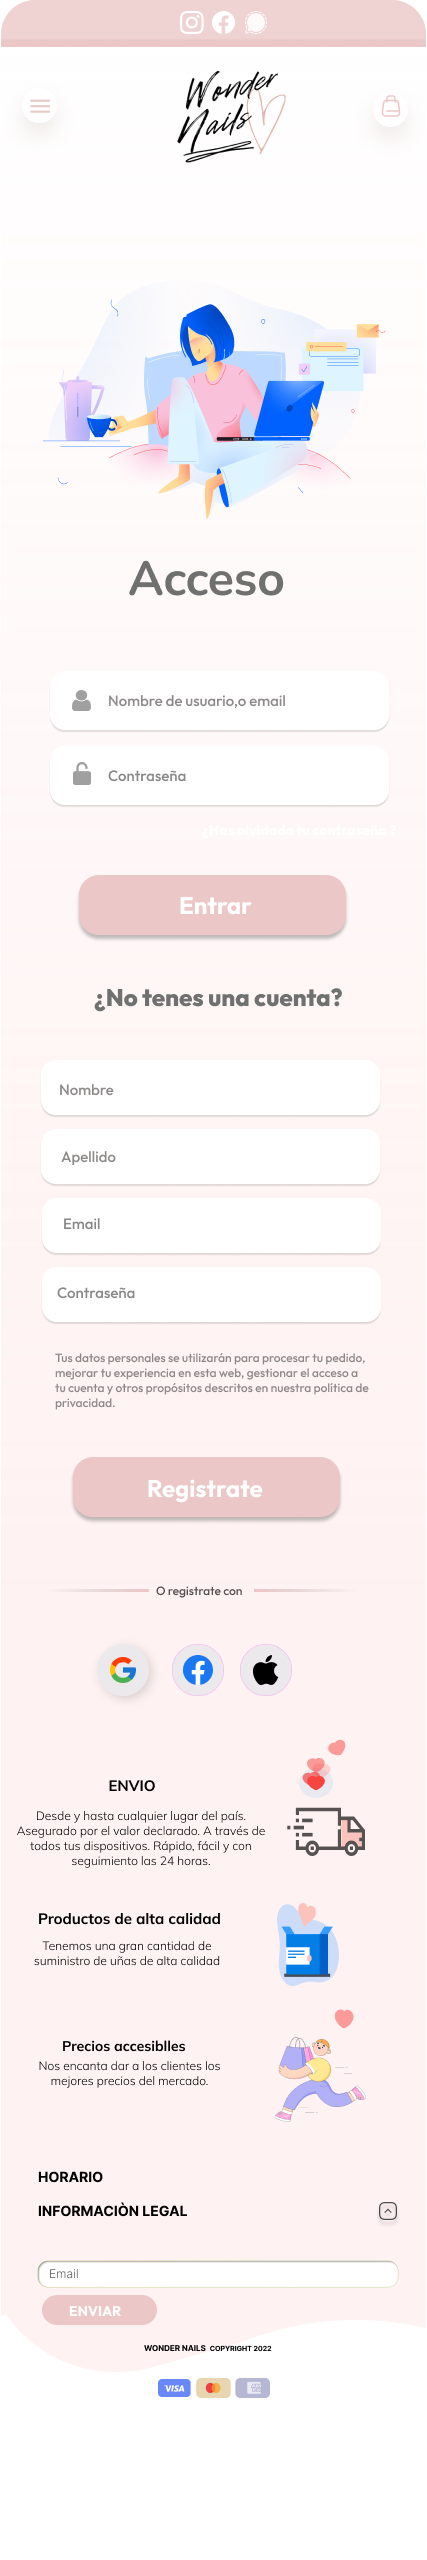 Wonder
Nails
Acceso
Nombre de usuario,o email
Contraseña
¿Has olvidado tu contraseña?
Entrar
¿No tenes una cuenta?
Nombre
Apellido
Email
Contraseña
Tus datos personales se utilizarán para procesar tu pedido,
mejorar tu experiencia en esta web, gestionar el acceso a
tu cuenta y otros propósitos descritos en nuestra política de
privacidad.
Registrate
O registrate con
ENVIO
Desde y hasta cualquier lugar del país.
Asegurado por el valor declarado. A través de
todos tus dispositivos. Rápido, fácil y con
seguimiento las 24 horas.
Productos de alta calidad
Tenemos una gran cantidad de
suministro de uñas de alta calidad
Precios accesiblles
Nos encanta dar a los clientes los
mejores precios del mercado.
HORARIO
INFORMACIÒN LEGAL
Email
ENVIAR
WONDER NAILS COPYRIGHT 2022
VISA